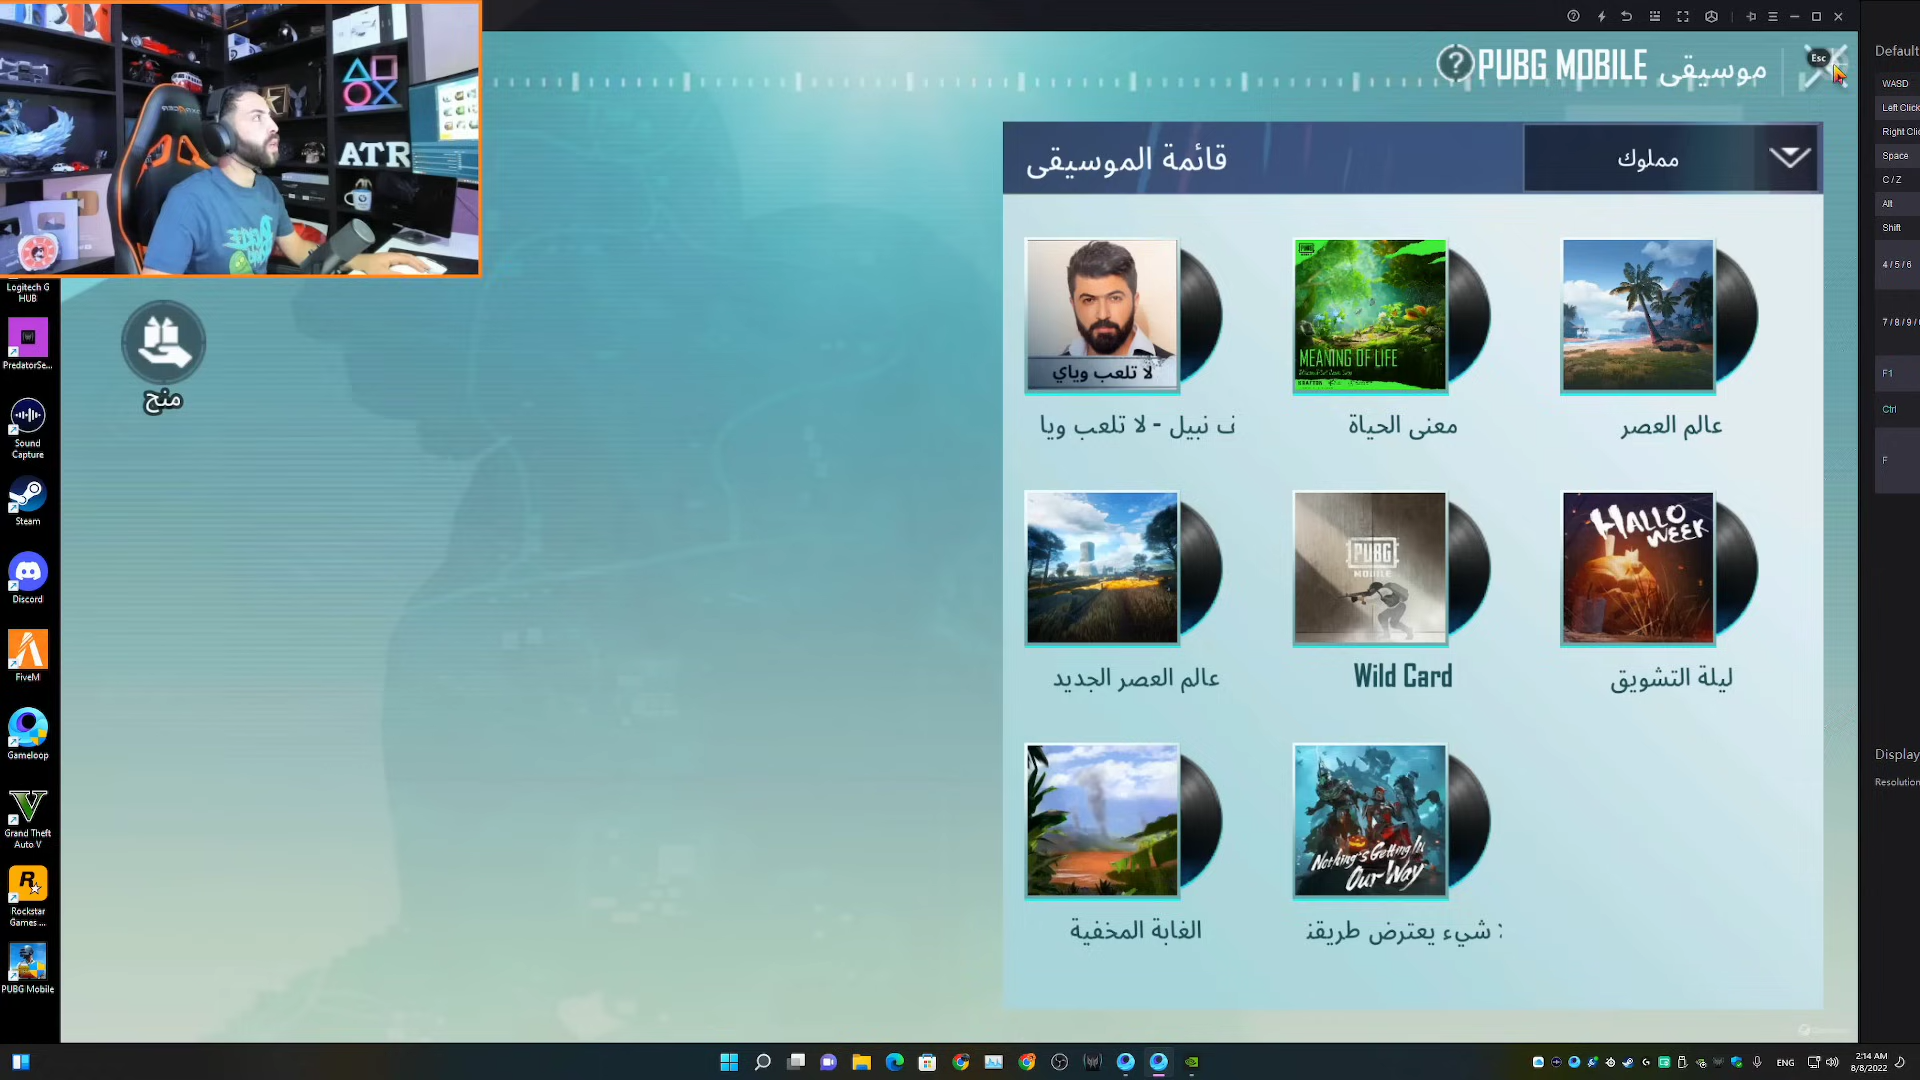 PUBG MOBILE موسيقى
Esc
قائمة الموسيقى
مملوك
لا تلعب وياي
ف نبيل - لا تلعب ويا
MEANING OF LIFE
معنى الحياة
عالم العصر
عالم العصر الجديد
PUBG
MOBILE
Wild Card
HALLO
WEEK
ليلة التشويق
الغابة المخفية
Nothing's Getting In
Our Way
شيء يعترض طريقن
منح
ATR
Logitech G
HUB
PredatorSe...
Sound
Capture
Steam
Discord
FiveM
Gameloop
Grand Theft
Auto V
Rockstar
Games ...
PUBG Mobile
Default
WASD
Left Click
Right Clic
Space
C / Z
Alt
Shift
4 / 5 / 6
7 / 8 / 9 /
F1
Ctrl
F
Display
Resolution
ENG
2:14 AM
8/8/2022